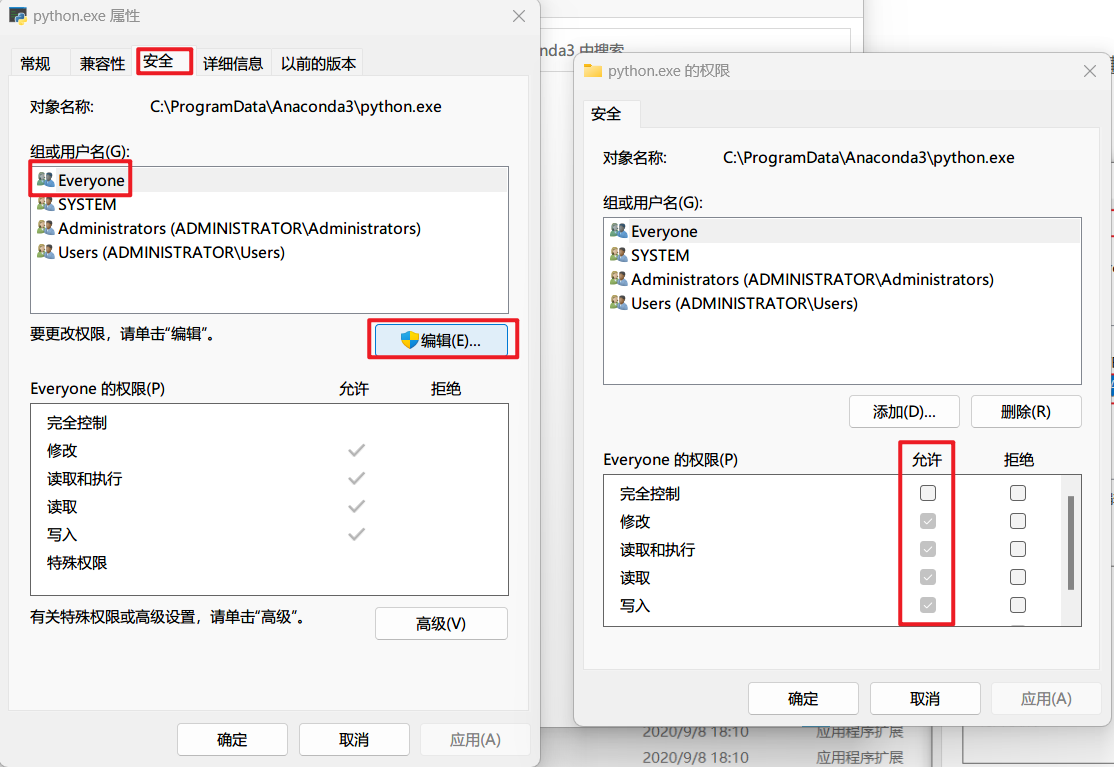 python.exe 属性
常规
兼容性
安全
详细信息
以前的版本
对象名称:
C:\ProgramData\Anaconda3\python.exe
组或用户名(G):
Everyone
SYSTEM
Administrators (ADMINISTRATOR\Administrators)
Users (ADMINISTRATOR\Users)
要更改权限，请单击“编辑”。
编辑(E)...
Everyone 的权限(P)
允许
拒绝
完全控制
修改
读取和执行
读取
写入
特殊权限
有关特殊权限或高级设置，请单击“高级”。
高级(V)
确定
取消
应用(A)
nda3 中搜索
python.exe 的权限
安全
对象名称:
C:\ProgramData\Anaconda3\python.exe
组或用户名(G):
Everyone
SYSTEM
Administrators (ADMINISTRATOR\Administrators)
Users (ADMINISTRATOR\Users)
添加(D)...
删除(R)
Everyone 的权限(P)
允许
拒绝
完全控制
修改
读取和执行
读取
写入
确定
取消
应用(A)
2020/9/8 18:10
应用程序扩展
2020/9/8 18:10
应用程序扩展